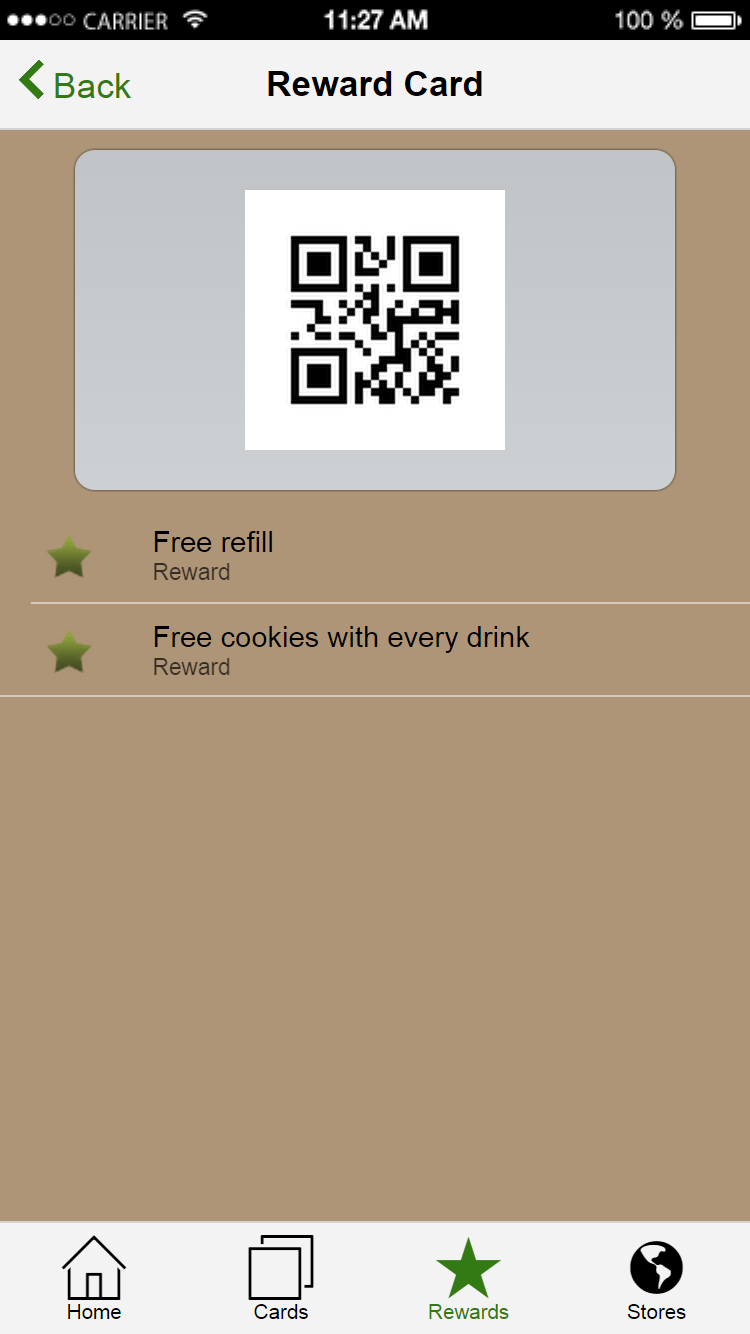 CARRIER 11:27 AM 100 %
Back Reward Card
Free refill
Reward
Free cookies with every drink
Reward
Home Cards Rewards Stores